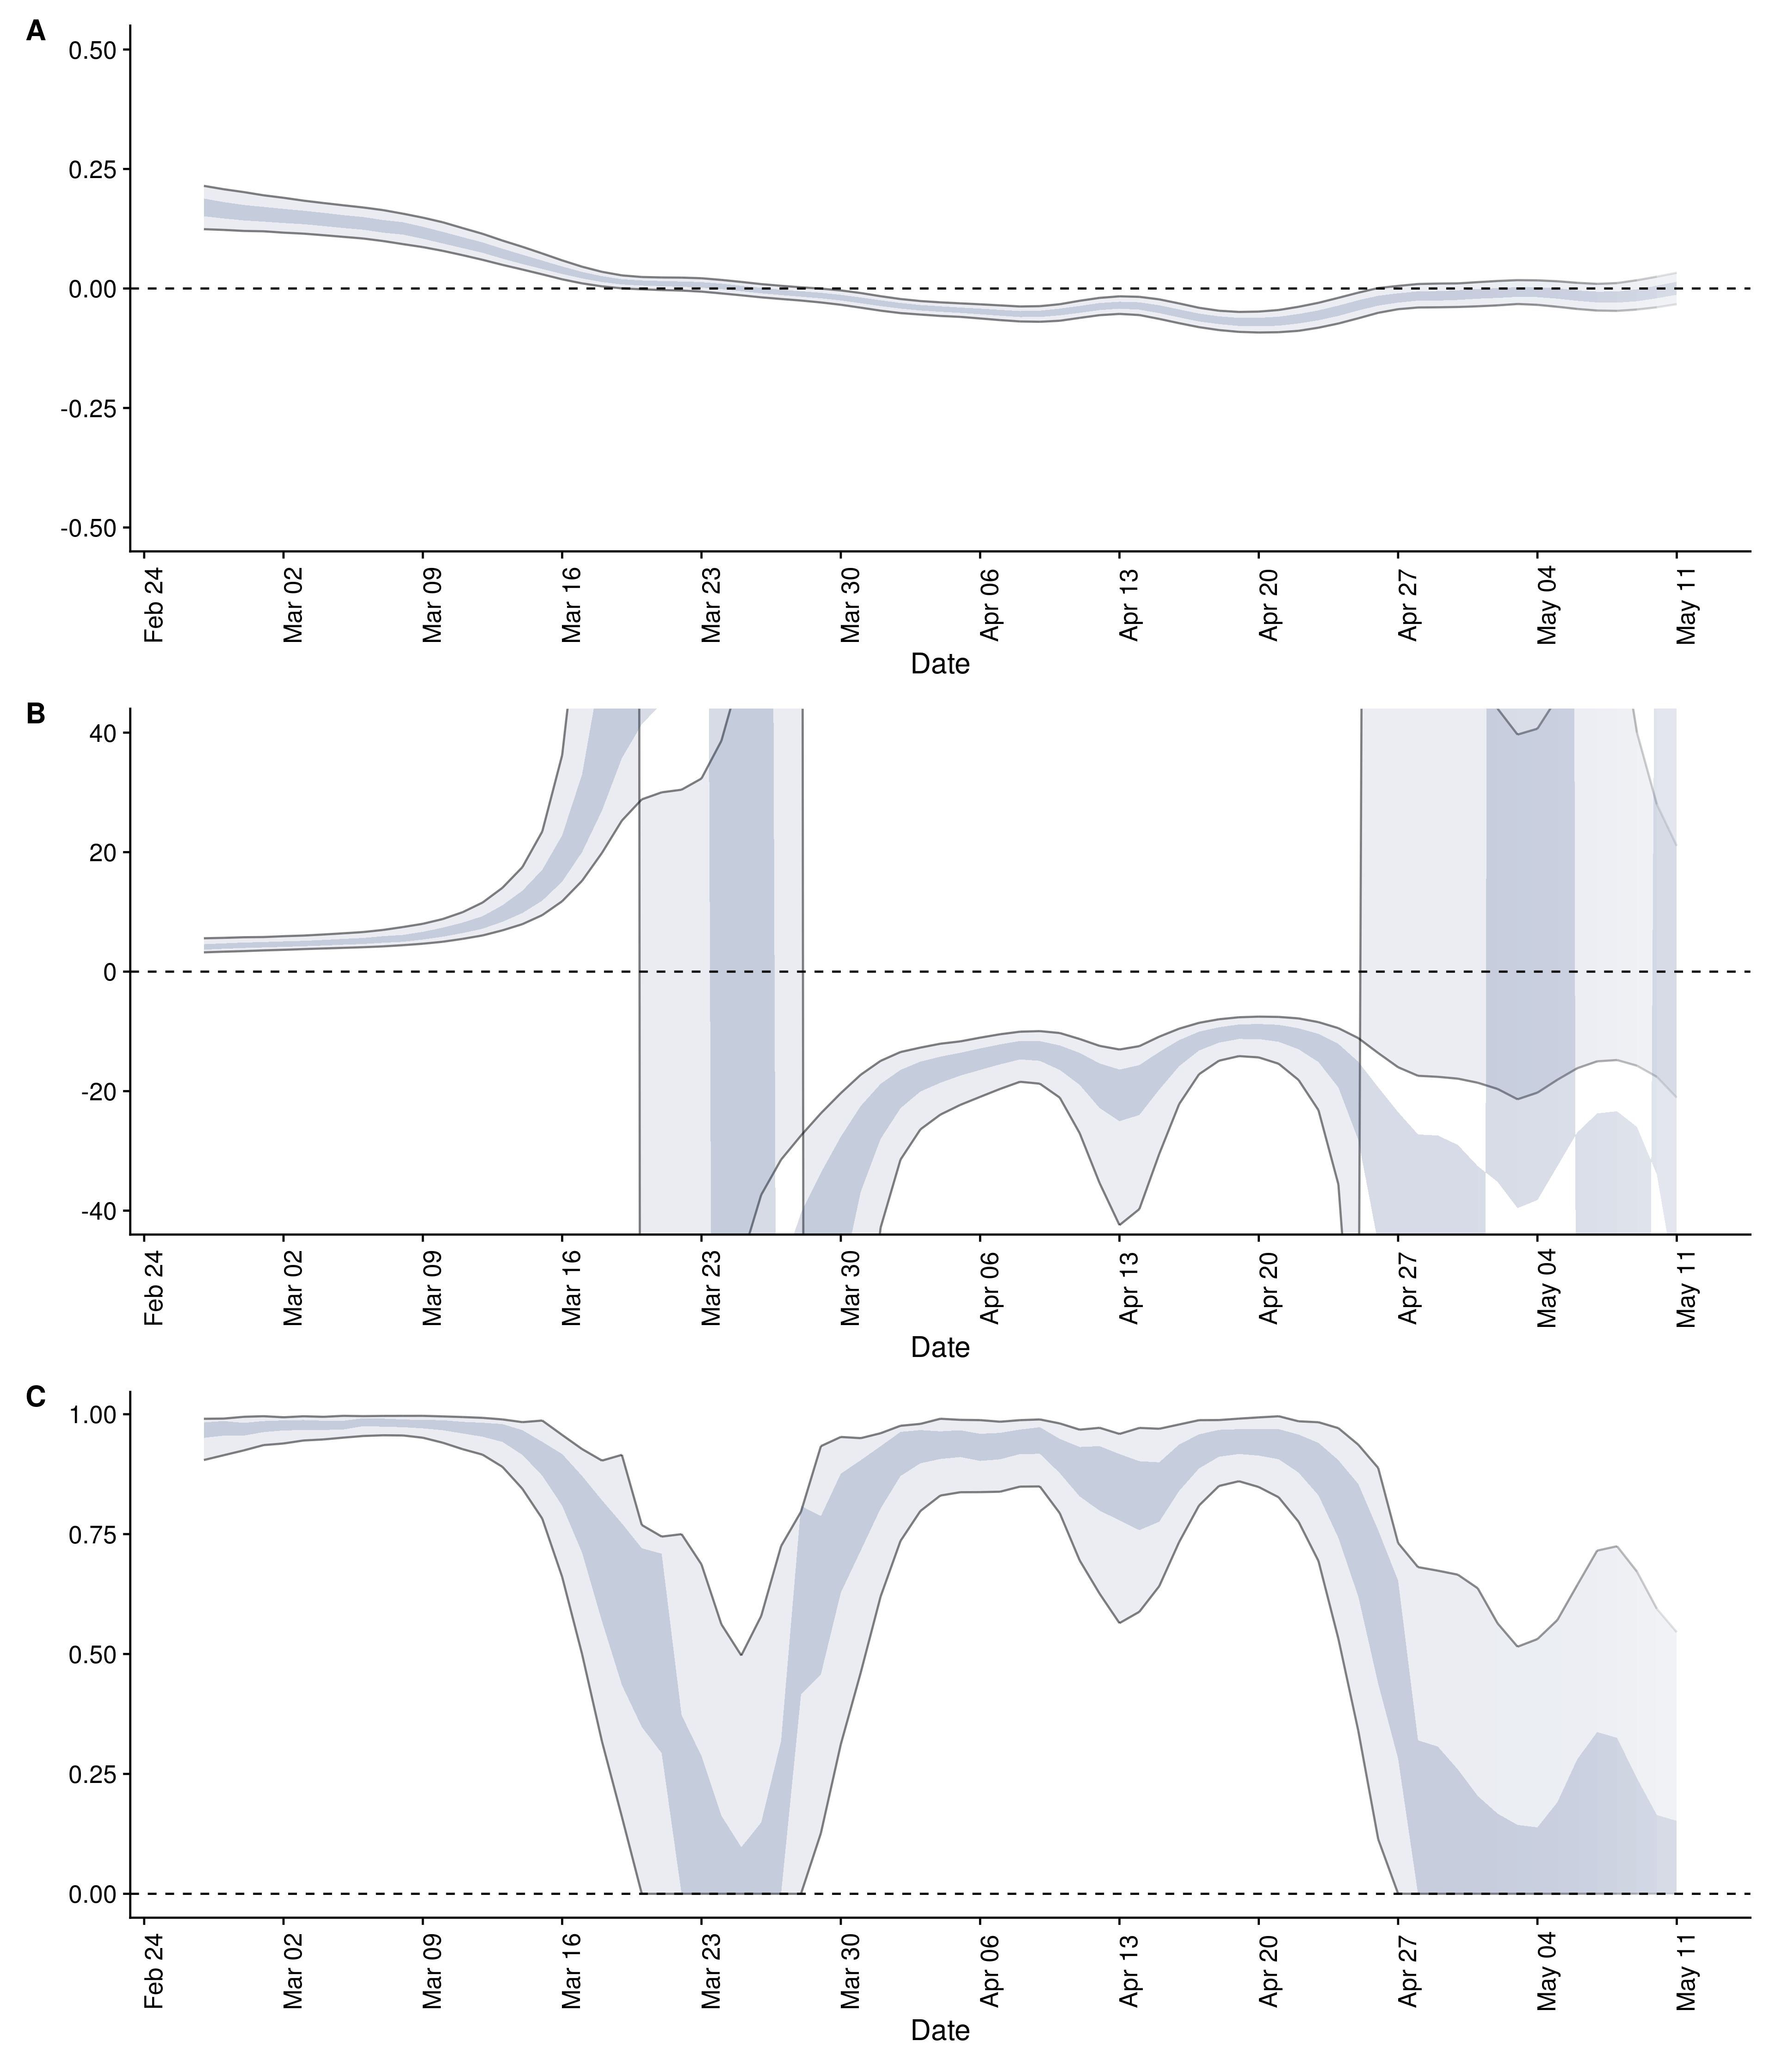 A
0.50
0.25
0.00
-0.25
-0.50
Feb 24
Mar 02
Mar 09
Mar 16
Mar 23
Mar 30
Apr 06
Apr 13
Apr 20
Apr 27
May 04
May 11
Date
B
40
20
0
-20
-40
Feb 24
Mar 02
Mar 09
Mar 16
Mar 23
Mar 30
Apr 06
Apr 13
Apr 20
Apr 27
May 04
May 11
Date
C
1.00
0.75
0.50
0.25
0.00
Feb 24
Mar 02
Mar 09
Mar 16
Mar 23
Mar 30
Apr 06
Apr 13
Apr 20
Apr 27
May 04
May 11
Date